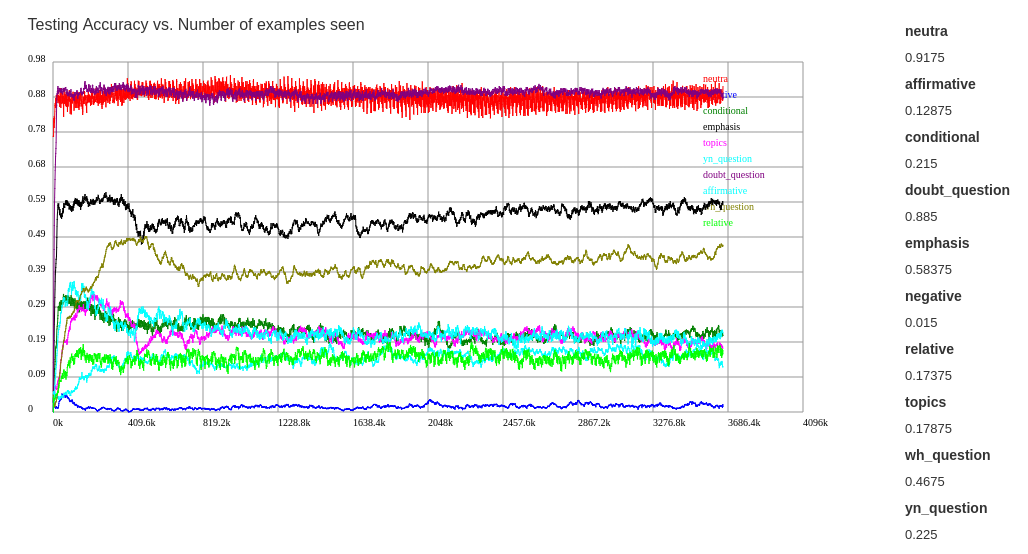 Testing Accuracy vs. Number of examples seen
0.98
0.88
0.78
0.68
0.59
0.49
0.39
0.29
0.19
0.09
0
0k
409.6k
819.2k
1228.8k
1638.4k
2048k
2457.6k
2867.2k
3276.8k
3686.4k
4096k
neutra
conditional
emphasis
topics
yn_question
doubt_question
affirmative
wh_question
relative
neutra
0.9175
affirmative
0.12875
conditional
0.215
doubt_question
0.885
emphasis
0.58375
negative
0.015
relative
0.17375
topics
0.17875
wh_question
0.4675
yn_question
0.225